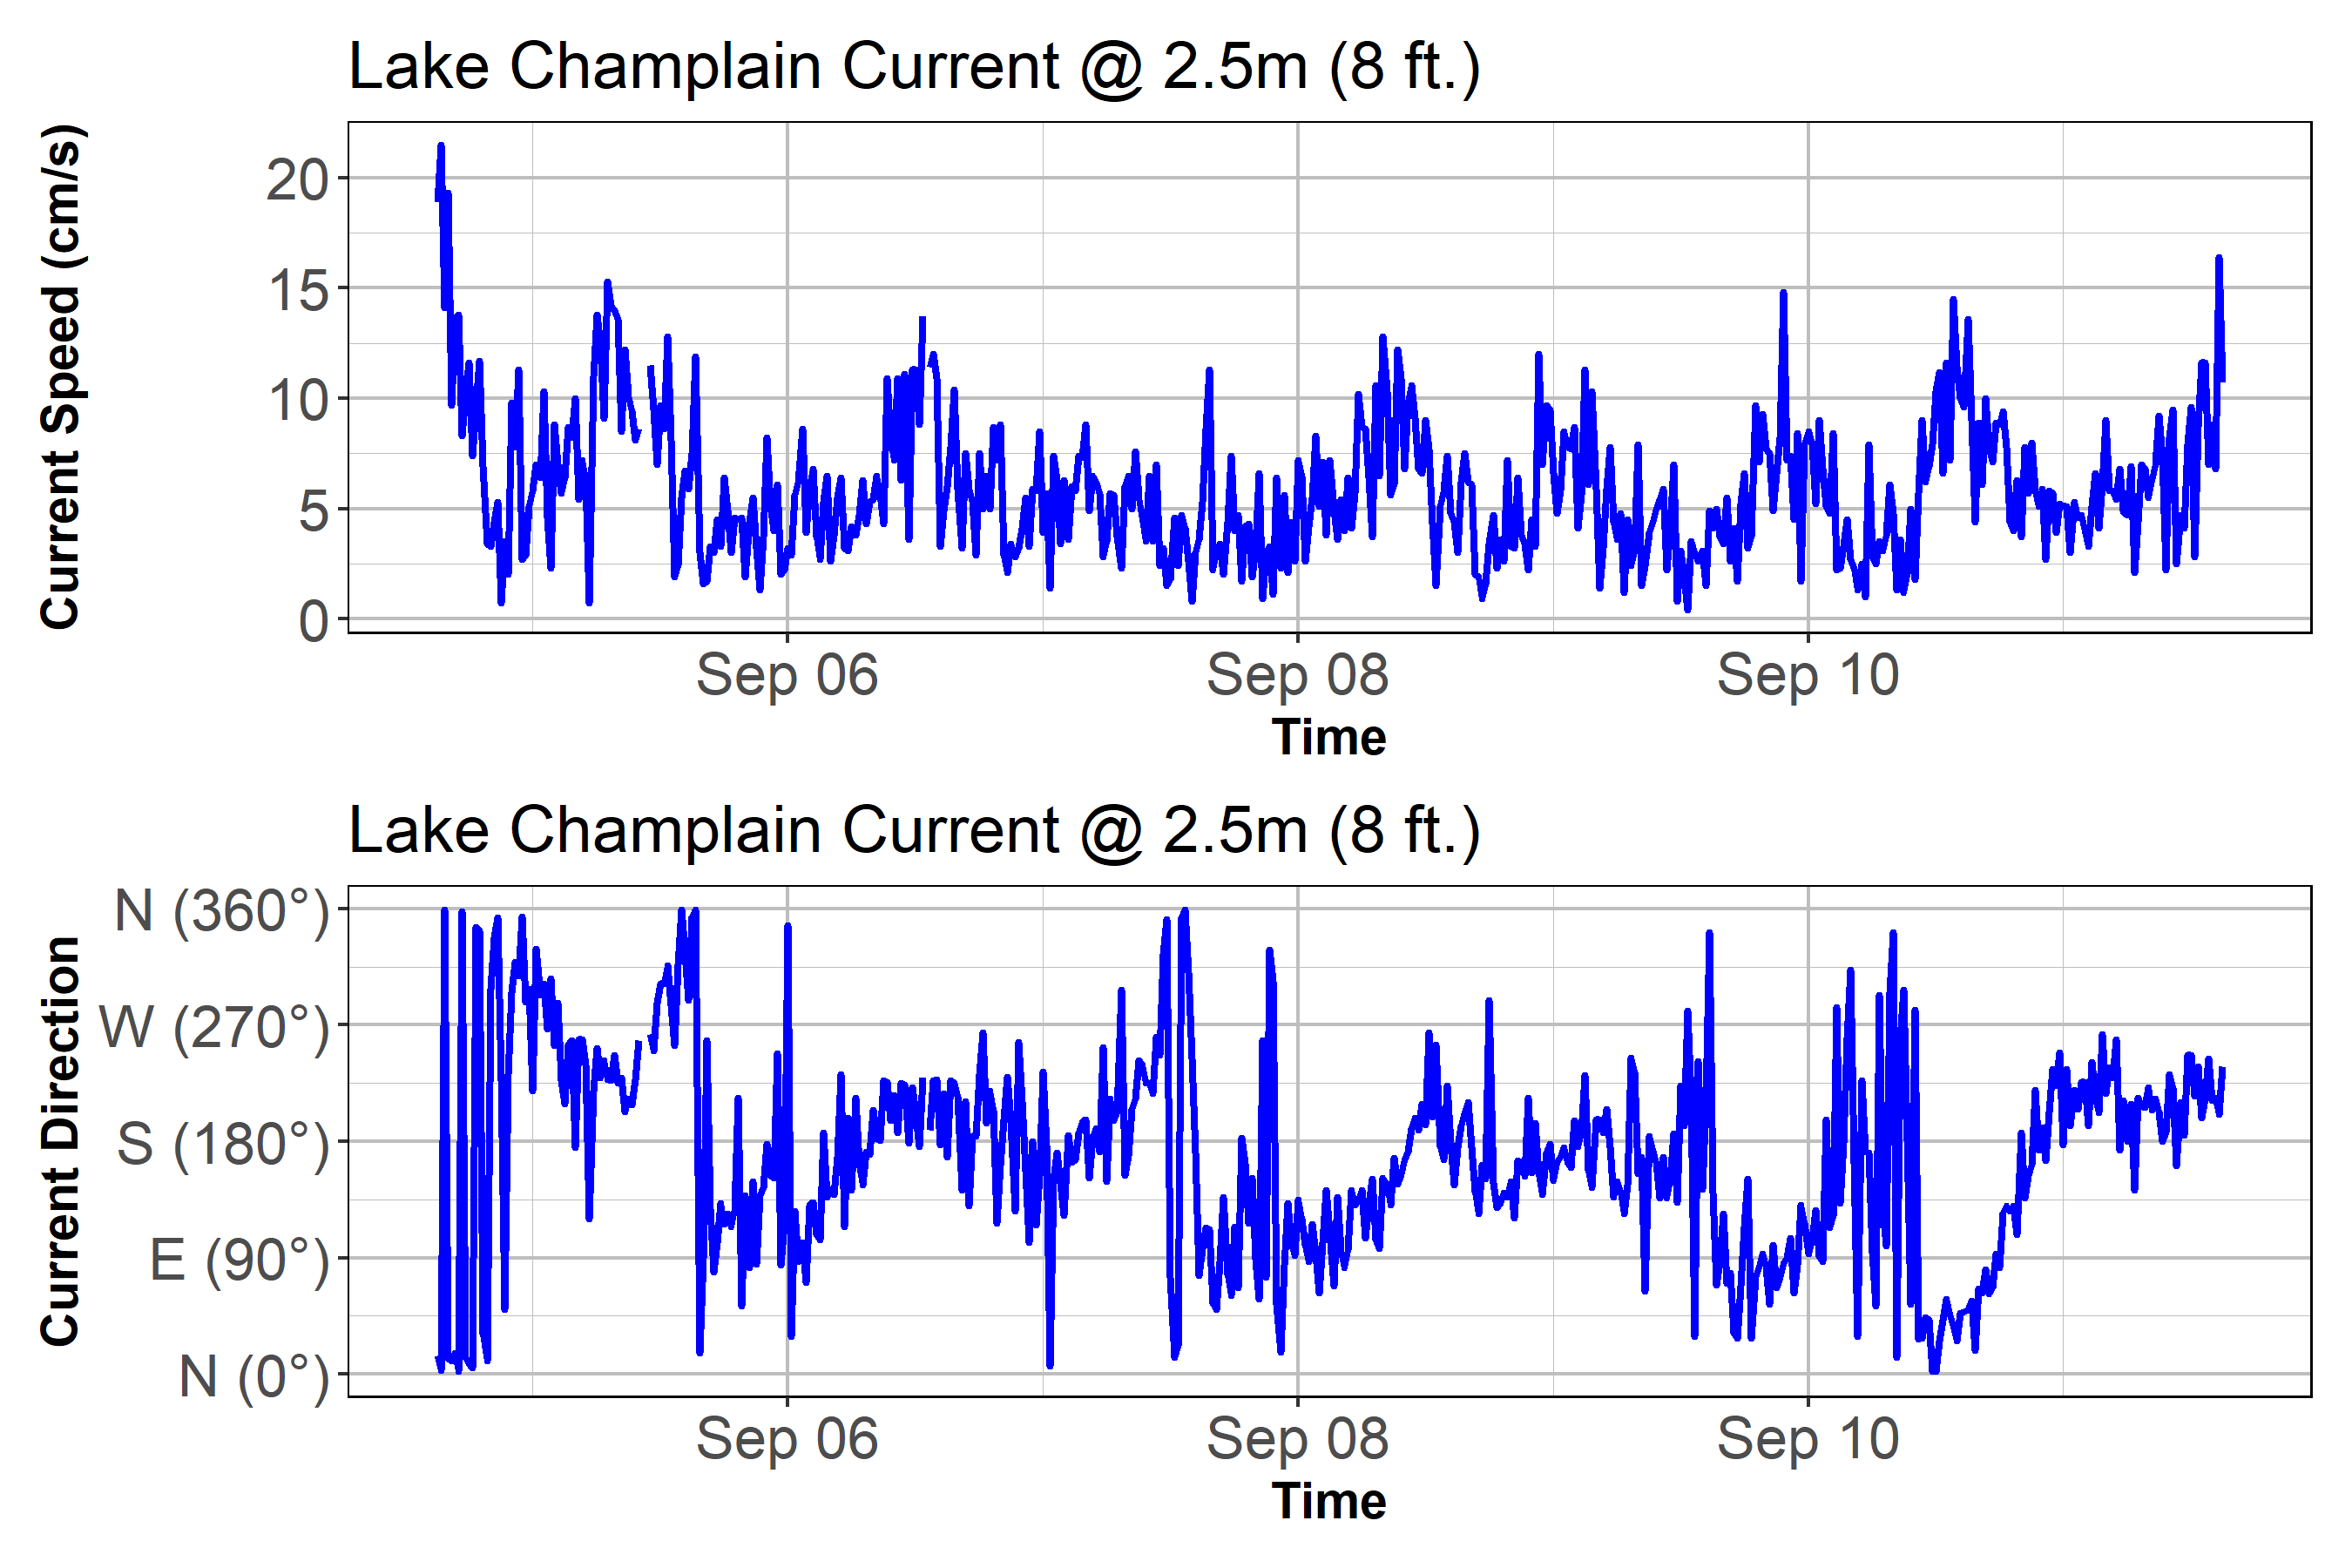 Lake Champlain Current @ 2.5m (8 ft.)
Current Speed (cm/s)
20
15
10
5
0
Sep 06 Sep 08 Sep 10
Time
Lake Champlain Current @ 2.5m (8 ft.)
Current Direction
N (360°)
W (270°)
S (180°)
E (90°)
N (0°)
Sep 06 Sep 08 Sep 10
Time